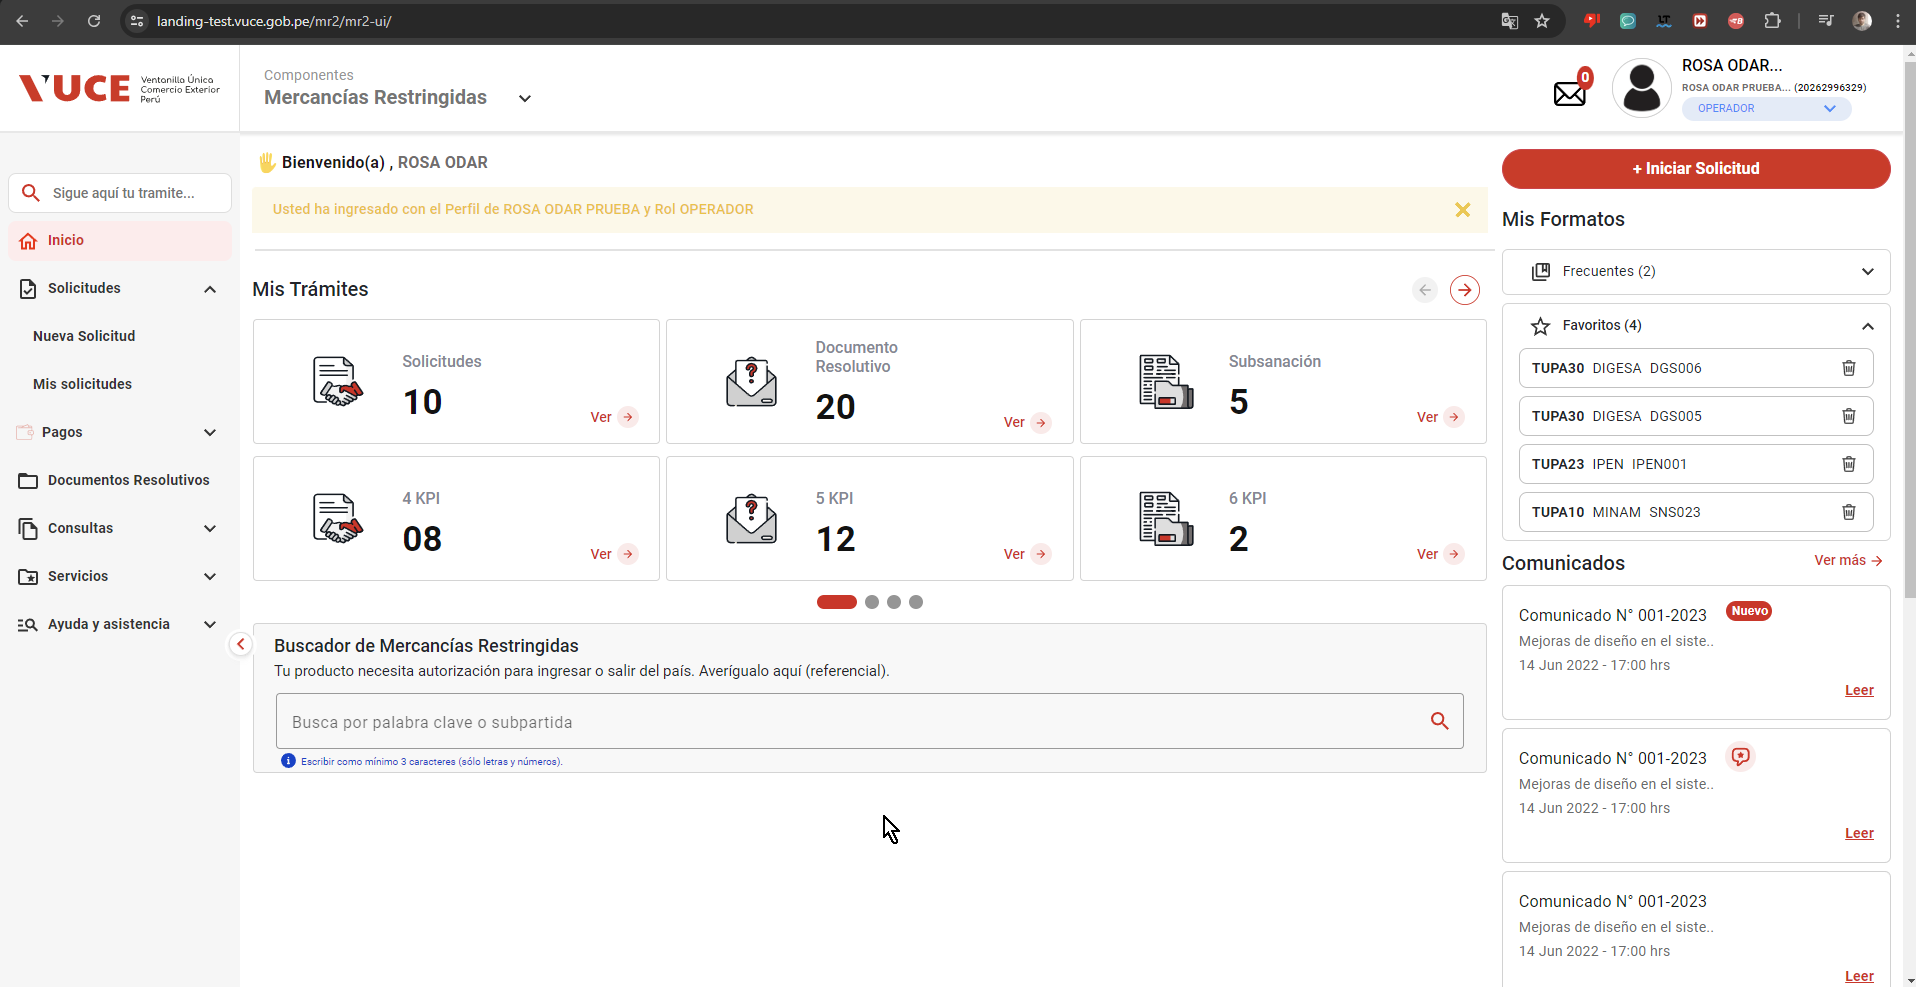 landing-test.vuce.gob.pe/mr2/mr2-ui/
VUCE
Ventanilla Única
Comercio Exterior
Perú
Componentes
Mercancías Restringidas
0
ROSA ODAR...
ROSA ODAR PRUEBA... (20262996329)
OPERADOR
Sigue aquí tu tramite...
Inicio
Solicitudes
Nueva Solicitud
Mis solicitudes
Pagos
Documentos Resolutivos
Consultas
Servicios
Ayuda y asistencia
Bienvenido(a) , ROSA ODAR
Usted ha ingresado con el Perfil de ROSA ODAR PRUEBA y Rol OPERADOR
Mis Trámites
Solicitudes
10
Ver
Documento
Resolutivo
20
Ver
Subsanación
5
Ver
4 KPI
08
Ver
5 KPI
12
Ver
6 KPI
2
Ver
Buscador de Mercancías Restringidas
Tu producto necesita autorización para ingresar o salir del país. Averígualo aquí (referencial).
Busca por palabra clave o subpartida
Escribir como mínimo 3 caracteres (sólo letras y números).
+ Iniciar Solicitud
Mis Formatos
Frecuentes (2)
Favoritos (4)
TUPA30 DIGESA DGS006
TUPA30 DIGESA DGS005
TUPA23 IPEN IPEN001
TUPA10 MINAM SNS023
Comunicados
Ver más
Comunicado N° 001-2023 Nuevo
Mejoras de diseño en el siste..
14 Jun 2022 - 17:00 hrs
Leer
Comunicado N° 001-2023
Mejoras de diseño en el siste..
14 Jun 2022 - 17:00 hrs
Leer
Comunicado N° 001-2023
Mejoras de diseño en el siste..
14 Jun 2022 - 17:00 hrs
Leer